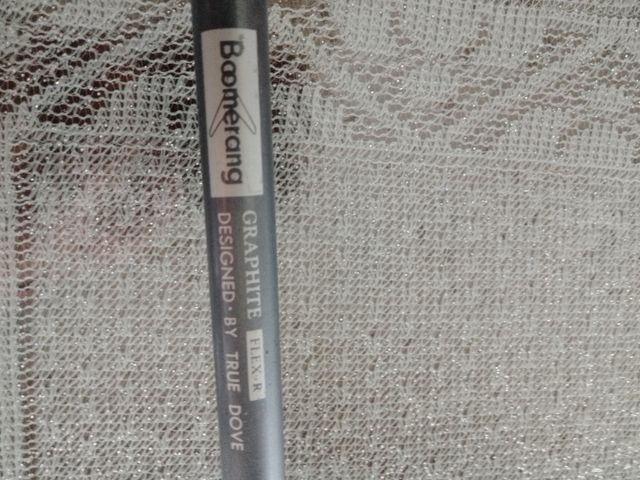 Boomerang
GRAPHITE FLEX-R
DESIGNED·BY TRUE DOVE